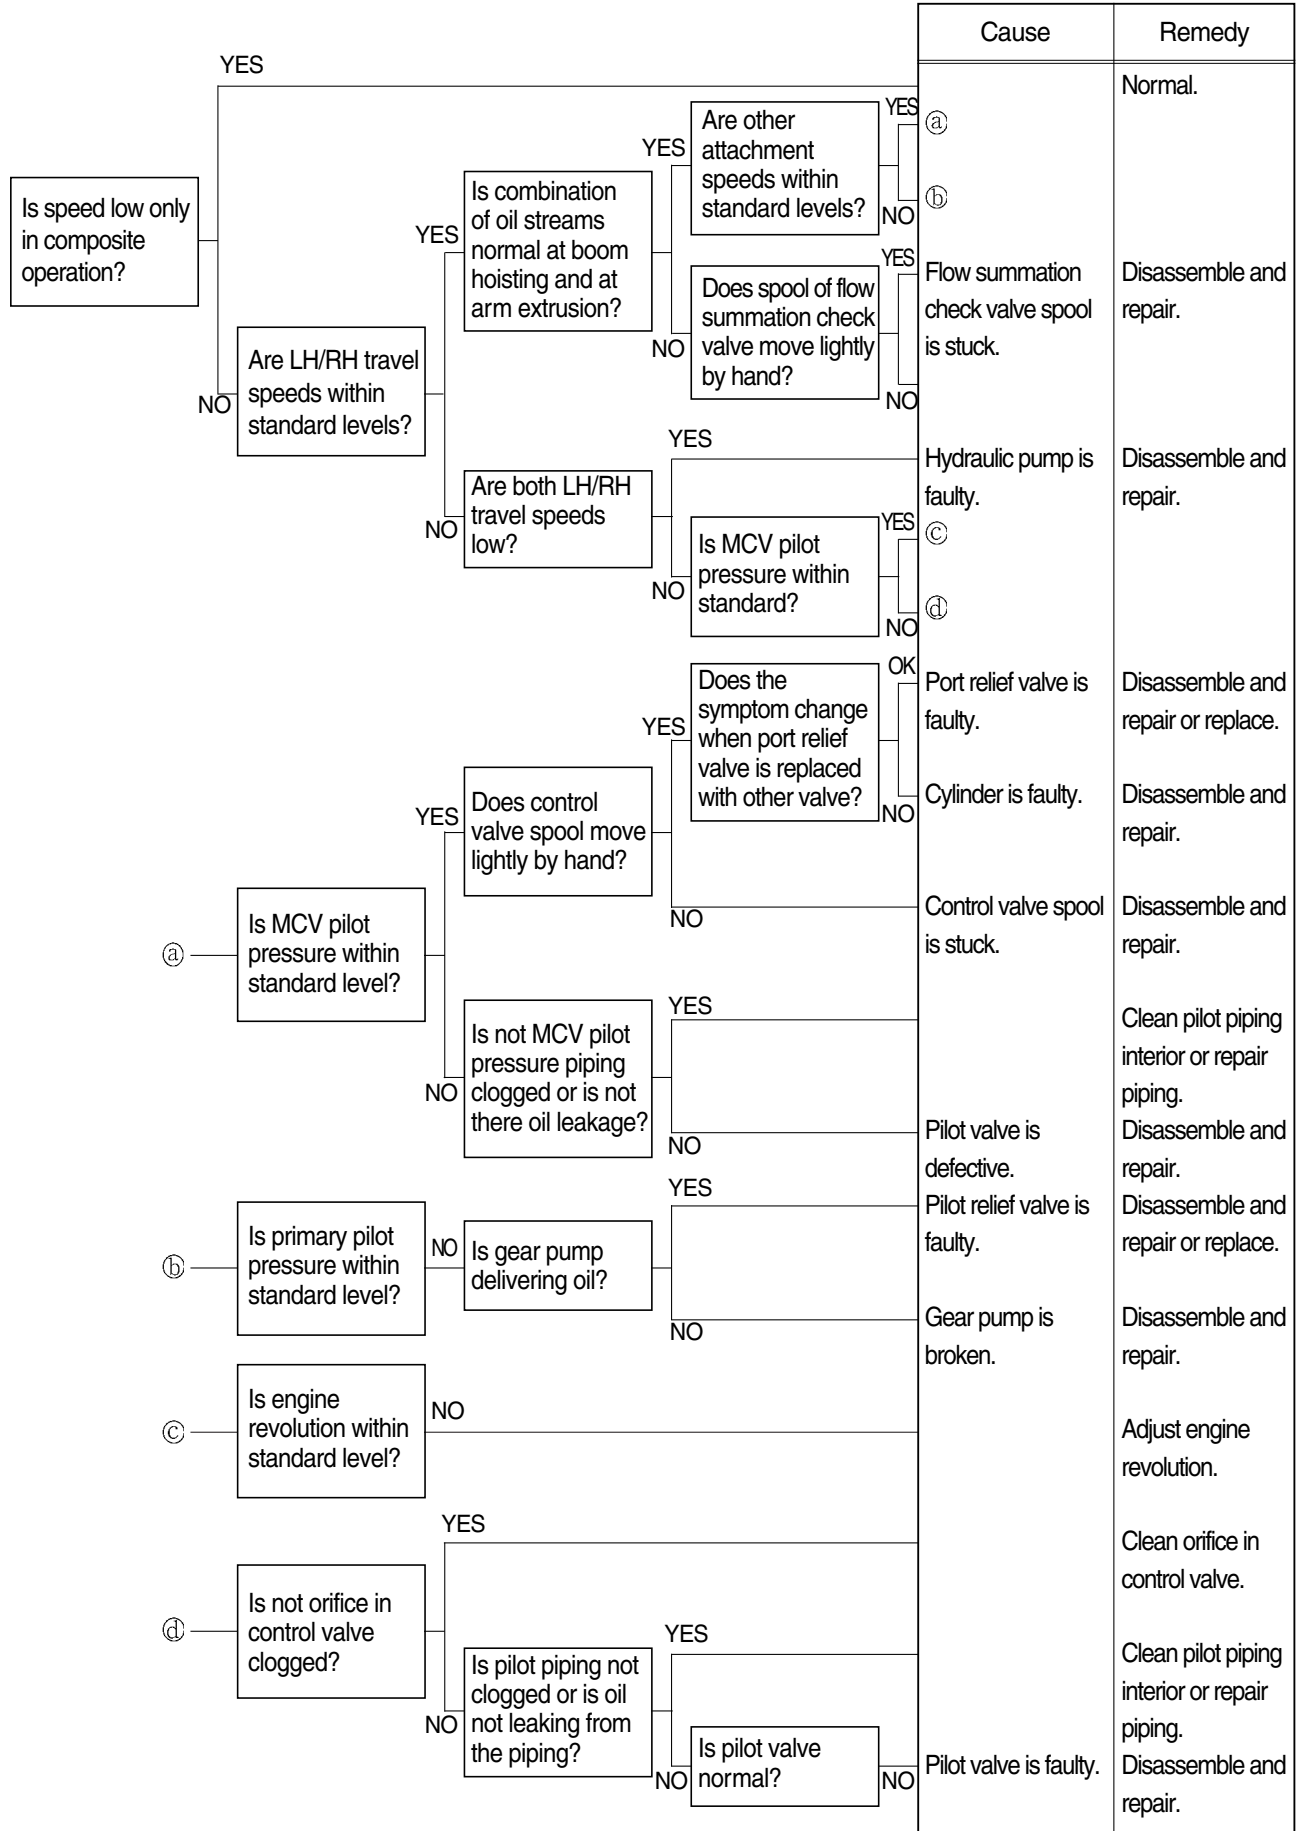 Cause
Remedy
YES
Normal.
Are other
attachment
speeds within
standard levels?
YES
ⓐ
NO
ⓑ
YES
Is combination
of oil streams
normal at boom
hoisting and at
arm extrusion?
YES
Is speed low only
in composite
operation?
Does spool of flow
summation check
valve move lightly
by hand?
YES
NO
NO
Flow summation
check valve spool
is stuck.
Disassemble and
repair.
NO
Are LH/RH travel
speeds within
standard levels?
YES
Hydraulic pump is
faulty.
Disassemble and
repair.
NO
Are both LH/RH
travel speeds
low?
NO
Is MCV pilot
pressure within
standard?
YES
ⓒ
NO
ⓓ
Does the
symptom change
when port relief
valve is replaced
with other valve?
OK
Port relief valve is
faulty.
Disassemble and
repair or replace.
YES
NO
Cylinder is faulty.
Disassemble and
repair.
YES
Does control
valve spool move
lightly by hand?
NO
Control valve spool
is stuck.
Disassemble and
repair.
ⓐ
Is MCV pilot
pressure within
standard level?
NO
Is not MCV pilot
pressure piping
clogged or is not
there oil leakage?
YES
Clean pilot piping
interior or repair
piping.
NO
Pilot valve is
defective.
Disassemble and
repair.
YES
Pilot relief valve is
faulty.
Disassemble and
repair or replace.
ⓑ
Is primary pilot
pressure within
standard level?
NO
Is gear pump
delivering oil?
NO
Gear pump is
broken.
Disassemble and
repair.
ⓒ
Is engine
revolution within
standard level?
NO
Adjust engine
revolution.
YES
Clean orifice in
control valve.
ⓓ
Is not orifice in
control valve
clogged?
NO
Is pilot piping not
clogged or is oil
not leaking from
the piping?
YES
Clean pilot piping
interior or repair
piping.
NO
Is pilot valve
normal?
NO
Pilot valve is faulty.
Disassemble and
repair.